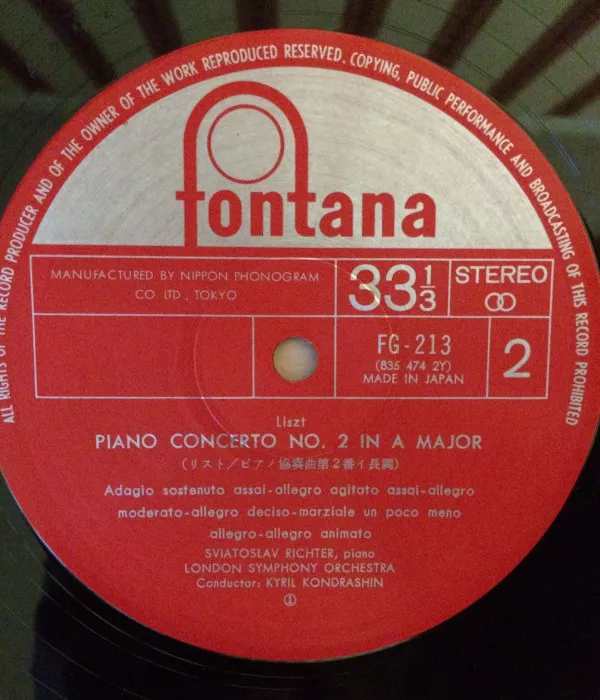 ALL RIGHTS OF THE RECORD PRODUCER AND OF THE OWNER OF THE WORK REPRODUCED RESERVED. COPYING, PUBLIC PERFORMANCE AND BROADCASTING OF THIS RECORD PROHIBITED
fontana
MANUFACTURED BY NIPPON PHONOGRAM
CO. LTD., TOKYO
33 1/3
STEREO
FG-213
(835 474 2Y)
MADE IN JAPAN
2
Liszt
PIANO CONCERTO NO. 2 IN A MAJOR
(リスト/ピアノ協奏曲第2番イ長調)
Adagio sostenuto assai-allegro agitato assai-allegro
moderato-allegro deciso-marziale un poco meno
allegro-allegro animato
SVIATOSLAV RICHTER, piano
LONDON SYMPHONY ORCHESTRA
Conductor: KYRIL KONDRASHIN
①